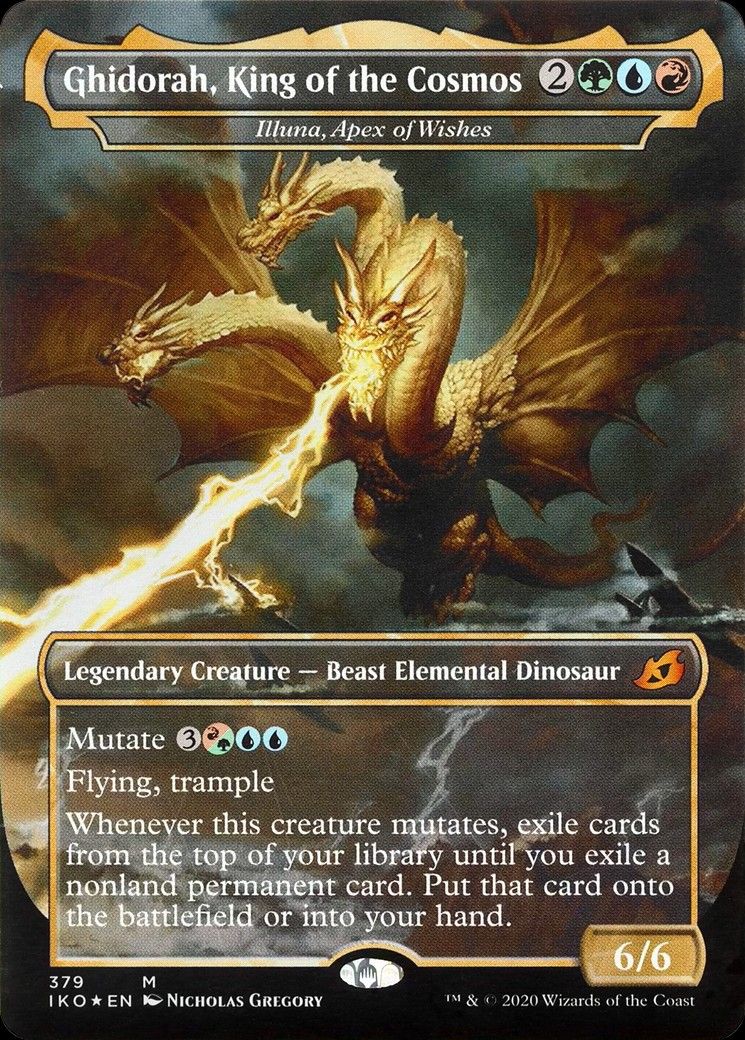 Ghidorah, King of the Cosmos 2
Illuna, Apex of Wishes
Legendary Creature — Beast Elemental Dinosaur
Mutate 3
Flying, trample
Whenever this creature mutates, exile cards
from the top of your library until you exile a
nonland permanent card. Put that card onto
the battlefield or into your hand.
6/6
379 M
IKO★EN Nicholas Gregory
™ & © 2020 Wizards of the Coast